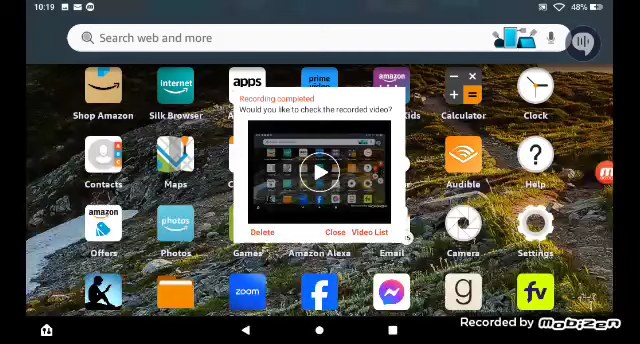 10:19
48%
Search web and more
apps
prime video
amazon
internet
Shop Amazon
Silk Browser
Kids
Calculator
Clock
Recording completed
Would you like to check the recorded video?
Contacts
Maps
Audible
Help
Delete
Close
Video List
amazon
photos
Offers
Photos
Games
Amazon Alexa
Email
Camera
Settings
zoom
g
fv
Recorded by Mobizen